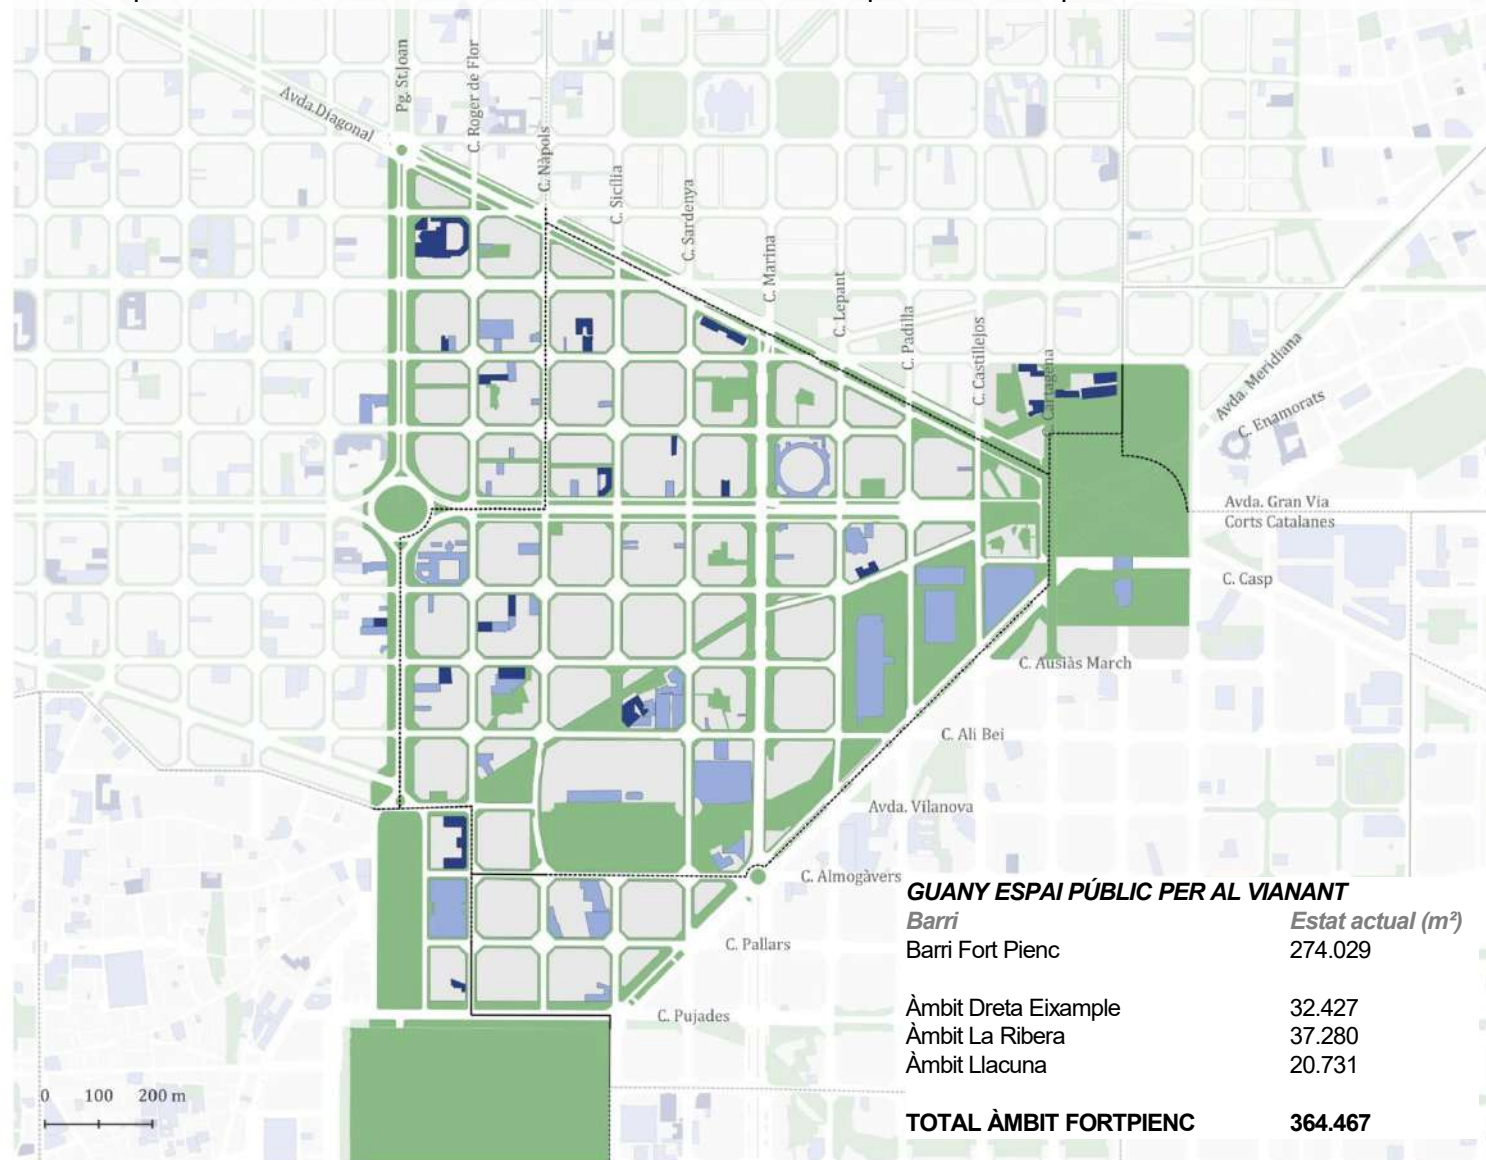 Pg. St.Joan
C. Roger de Flor
Avda.Diagonal
C. Nàpols
C. Sicília
C. Sardenya
C. Marina
C. Lepant
C. Padilla
C. Castillejos
C. Cartagena
Avda. Meridiana
C. Enamorats
Avda. Gran Via
Corts Catalanes
C. Casp
C. Ausiàs March
C. Ali Bei
Avda. Vilanova
C. Almogàvers
C. Pallars
C. Pujades
0 100 200 m
GUANY ESPAI PÚBLIC PER AL VIANANT
Barri Estat actual (m²)
Barri Fort Pienc 274.029
Àmbit Dreta Eixample 32.427
Àmbit La Ribera 37.280
Àmbit Llacuna 20.731
TOTAL ÀMBIT FORTPIENC 364.467